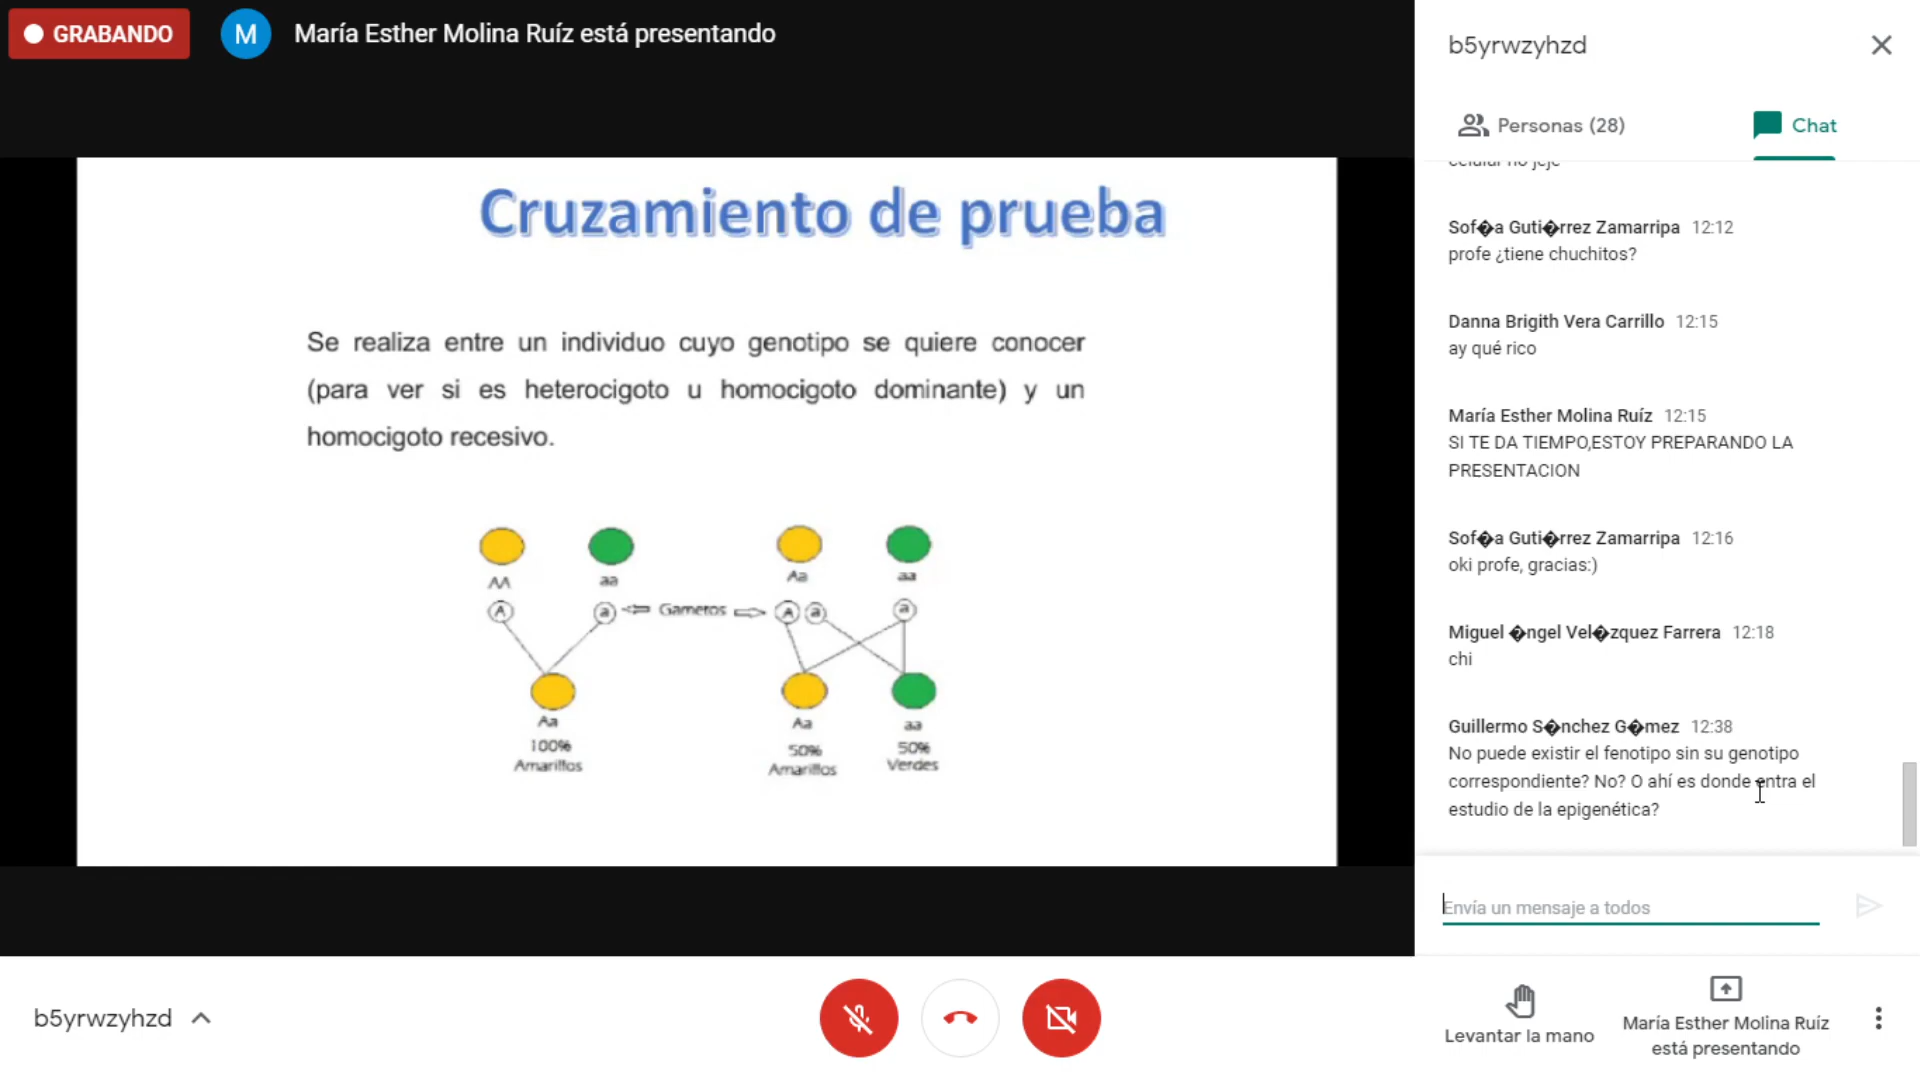 GRABANDO
M
María Esther Molina Ruíz está presentando
b5yrwzyhzd
Personas (28)
Chat
Cruzamiento de prueba
Se realiza entre un individuo cuyo genotipo se quiere conocer
(para ver si es heterocigoto u homocigoto dominante) y un
homocigoto recesivo.
AA
aa
Aa
aa
A
a
Gametos
A
a
a
Aa
100%
Amarillos
Aa
50%
Amarillos
aa
50%
Verdes
celular no jeje
Sof�a Guti�rrez Zamarripa 12:12
profe ¿tiene chuchitos?
Danna Brigith Vera Carrillo 12:15
ay qué rico
María Esther Molina Ruíz 12:15
SI TE DA TIEMPO,ESTOY PREPARANDO LA
PRESENTACION
Sof�a Guti�rrez Zamarripa 12:16
oki profe, gracias:)
Miguel �ngel Vel�zquez Farrera 12:18
chi
Guillermo S�nchez G�mez 12:38
No puede existir el fenotipo sin su genotipo
correspondiente? No? O ahí es donde entra el
estudio de la epigenética?
Envía un mensaje a todos
b5yrwzyhzd
Levantar la mano
María Esther Molina Ruíz
está presentando